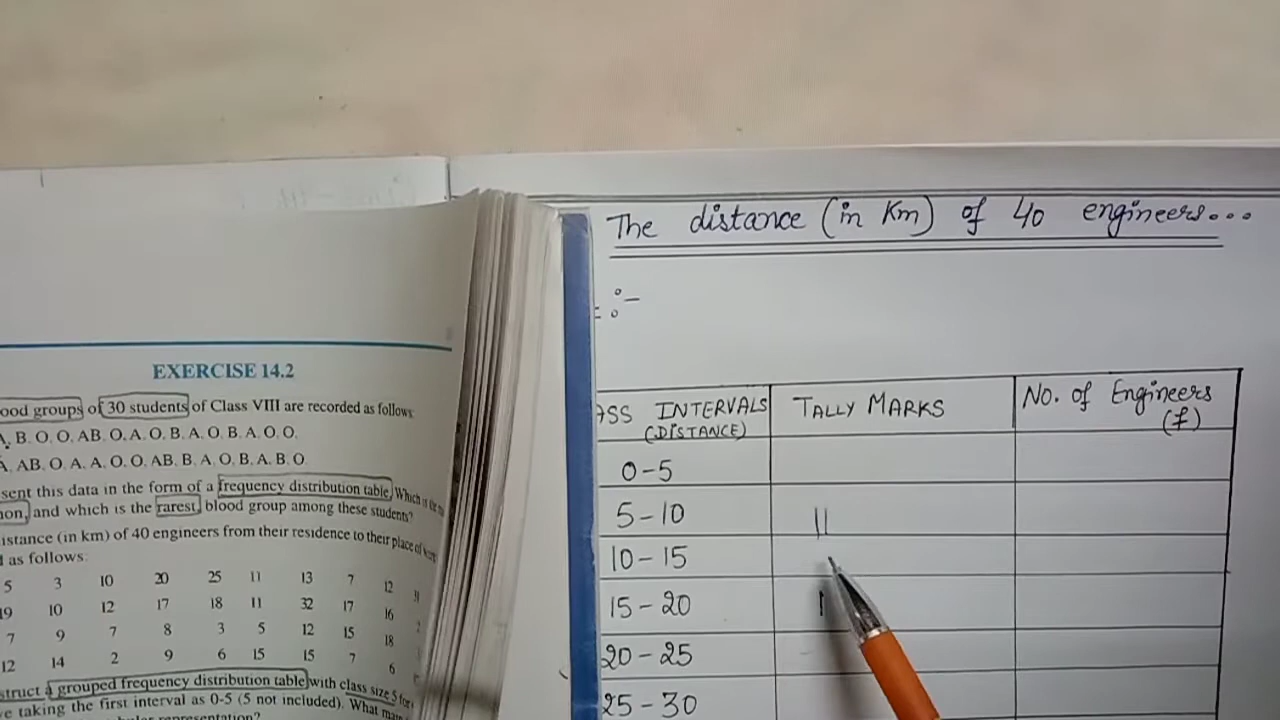 The distance (in Km) of 40 engineers...
:-
EXERCISE 14.2
ood groups of 30 students of Class VIII are recorded as follows:
A, B, O, O, AB, O, A, O, B, A, O, B, A, O, O,
A, AB, O, A, A, O, O, AB, B, A, O, B, A, B, O
sent this data in the form of a frequency distribution table. Which is the
on, and which is the rarest, blood group among these students?
istance (in km) of 40 engineers from their residence to their place of work
d as follows:
5 3 10 20 25 11 13 7 12
19 10 12 17 18 11 32 17 16
7 9 7 8 3 5 12 15 18
12 14 2 9 6 15 15 7 6
struct a grouped frequency distribution table with class size 5 for
e taking the first interval as 0-5 (5 not included). What
representation?
ASS INTERVALS (DISTANCE) TALLY MARKS No. of Engineers (f)
0-5
5-10 ||
10-15
15-20 |
20-25
25-30